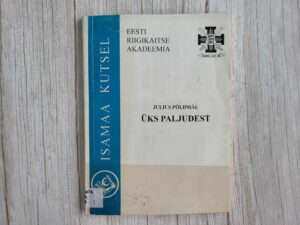 ISAMAA KUTSEL
EESTI
RIIGIKAITSE
AKADEEMIA
JULIUS PÕLDMÄE
ÜKS PALJUDEST